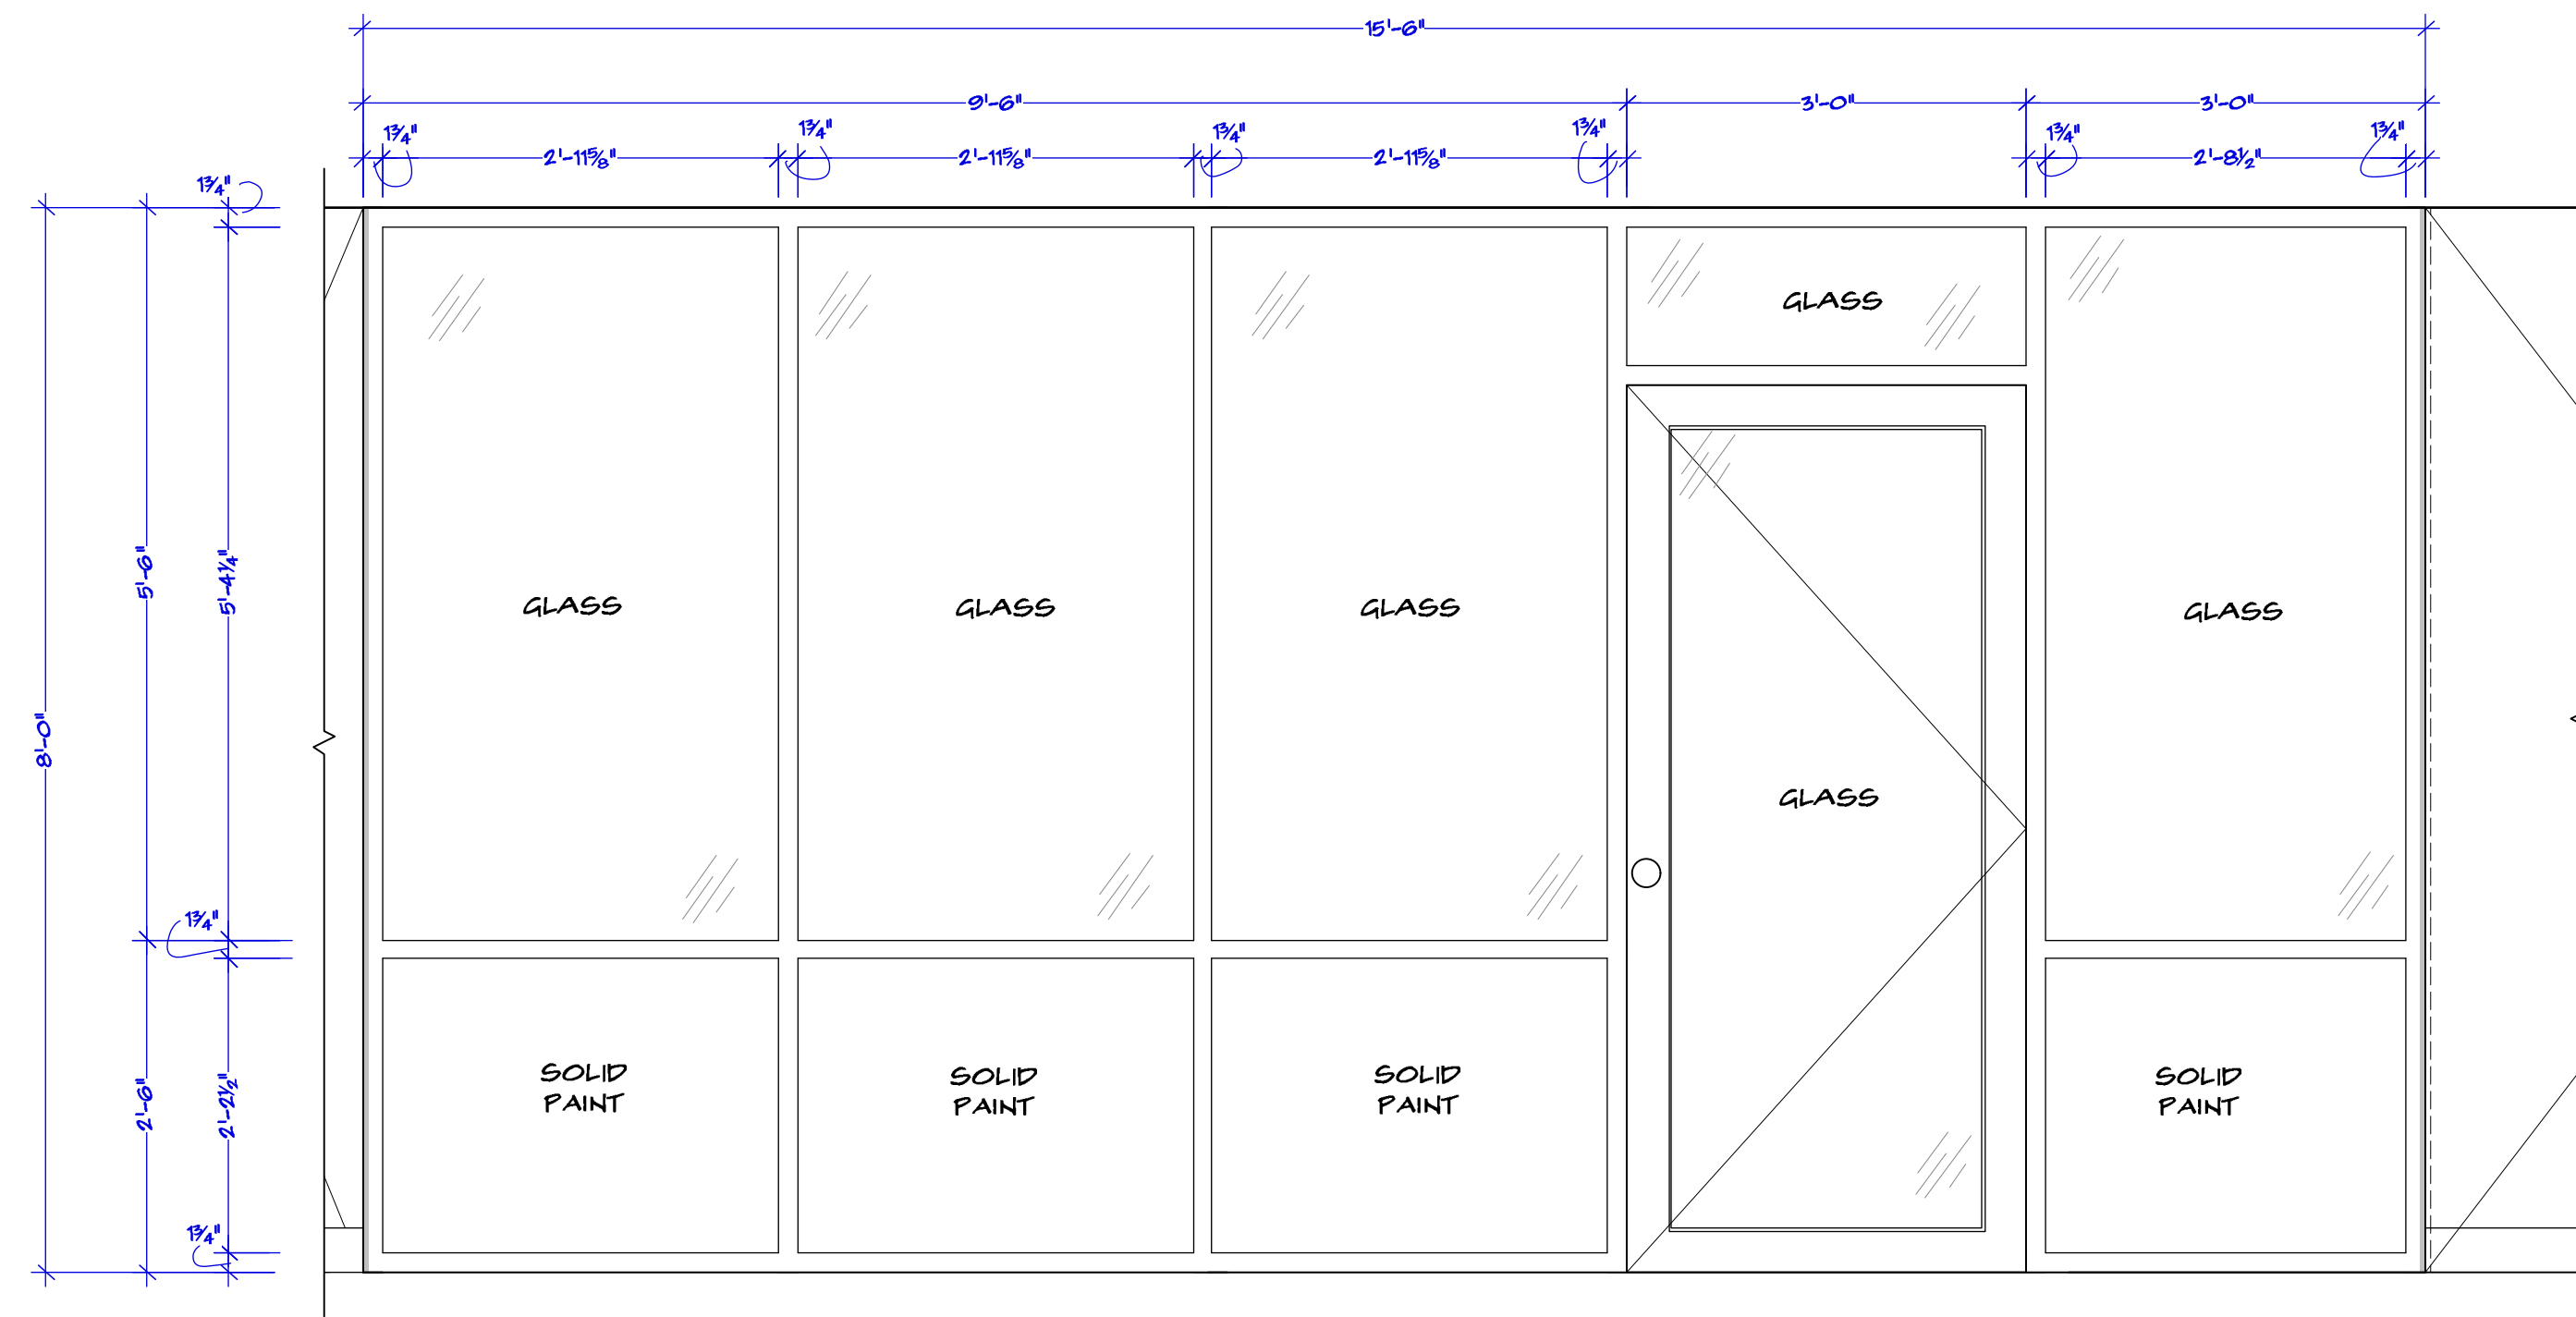 15'-6"
9'-6"
3'-0"
3'-0"
1¾"
1¾"
1¾"
1¾"
1¾"
1¾"
2'-11⅝"
2'-11⅝"
2'-11⅝"
2'-8½"
1¾"
8'-0"
5'-6"
5'-4¼"
1¾"
2'-6"
2'-2½"
1¾"
GLASS
GLASS
GLASS
GLASS
GLASS
GLASS
SOLID
PAINT
SOLID
PAINT
SOLID
PAINT
SOLID
PAINT